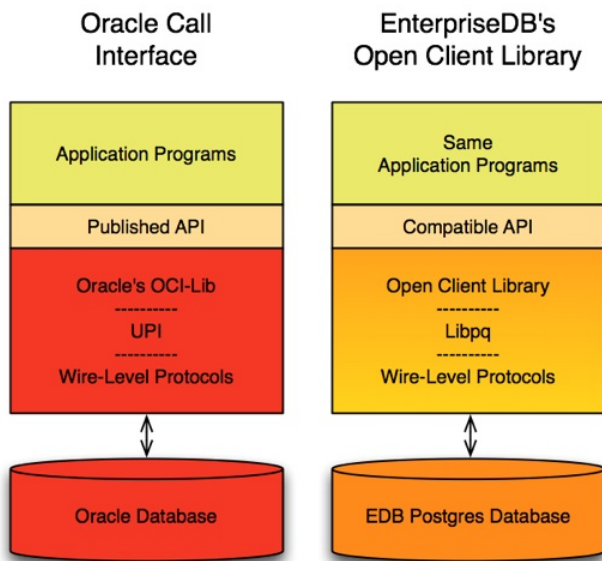 Oracle Call
Interface
Application Programs
Published API
Oracle's OCI-Lib
----------
UPI
----------
Wire-Level Protocols
Oracle Database
EnterpriseDB's
Open Client Library
Same
Application Programs
Compatible API
Open Client Library
----------
Libpq
----------
Wire-Level Protocols
EDB Postgres Database